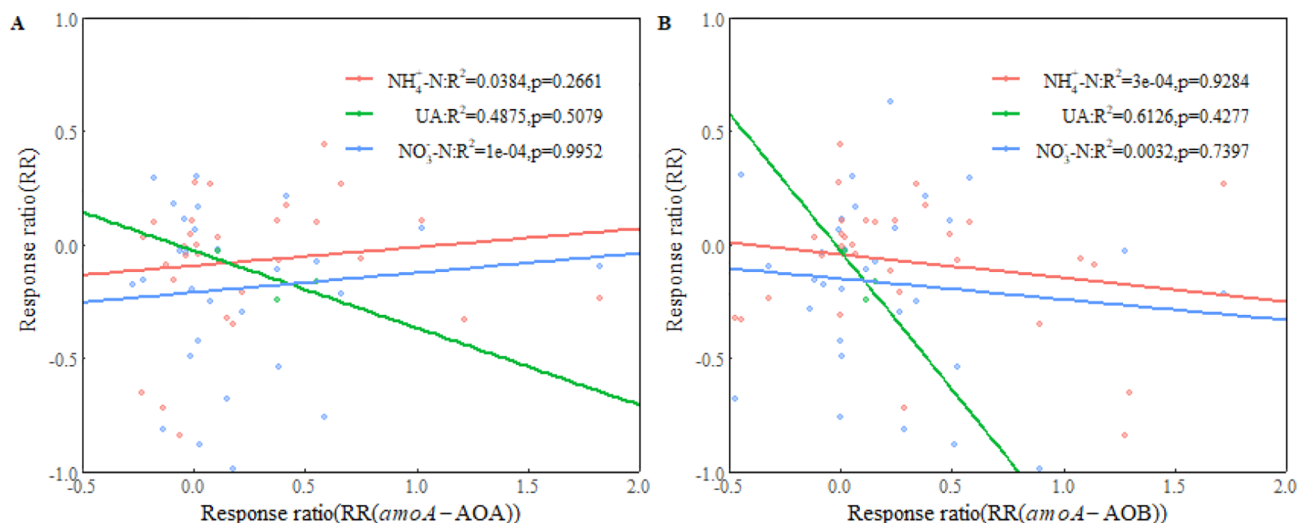 A
1.0
0.5
0.0
-0.5
-1.0
-0.5
0.0
0.5
1.0
1.5
2.0
Response ratio(RR)
Response ratio(RR(amoA−AOA))
NH₄⁺-N:R²=0.0384,p=0.2661
UA:R²=0.4875,p=0.5079
NO₃⁻-N:R²=1e-04,p=0.9952
B
1.0
0.5
0.0
-0.5
-1.0
-0.5
0.0
0.5
1.0
1.5
2.0
Response ratio(RR)
Response ratio(RR(amoA−AOB))
NH₄⁺-N:R²=3e-04,p=0.9284
UA:R²=0.6126,p=0.4277
NO₃⁻-N:R²=0.0032,p=0.7397